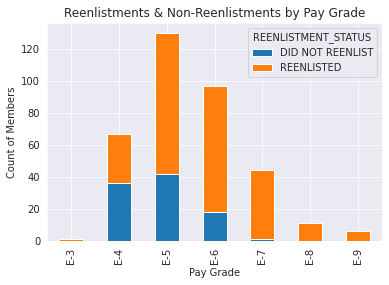 Reenlistments & Non-Reenlistments by Pay Grade
REENLISTMENT_STATUS
DID NOT REENLIST
REENLISTED
Count of Members
120
100
80
60
40
20
0
E-3
E-4
E-5
E-6
E-7
E-8
E-9
Pay Grade